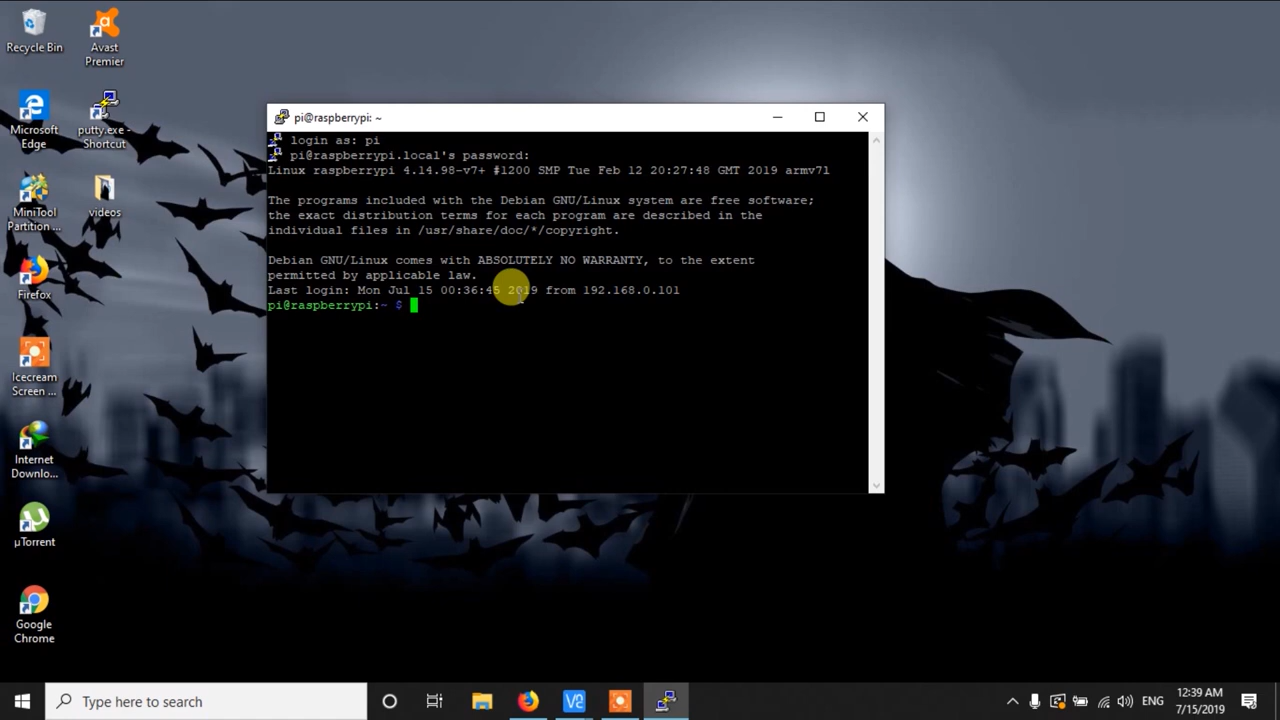 Recycle Bin
Avast
Premier
Microsoft
Edge
putty.exe -
Shortcut
MiniTool
Partition ...
videos
Firefox
Icecream
Screen ...
Internet
Downlo...
µTorrent
Google
Chrome
pi@raspberrypi: ~
login as: pi
pi@raspberrypi.local's password:
Linux raspberrypi 4.14.98-v7+ #1200 SMP Tue Feb 12 20:27:48 GMT 2019 armv7l
The programs included with the Debian GNU/Linux system are free software;
the exact distribution terms for each program are described in the
individual files in /usr/share/doc/*/copyright.
Debian GNU/Linux comes with ABSOLUTELY NO WARRANTY, to the extent
permitted by applicable law.
Last login: Mon Jul 15 00:36:45 2019 from 192.168.0.101
pi@raspberrypi:~ $
Type here to search
ENG
12:39 AM
7/15/2019